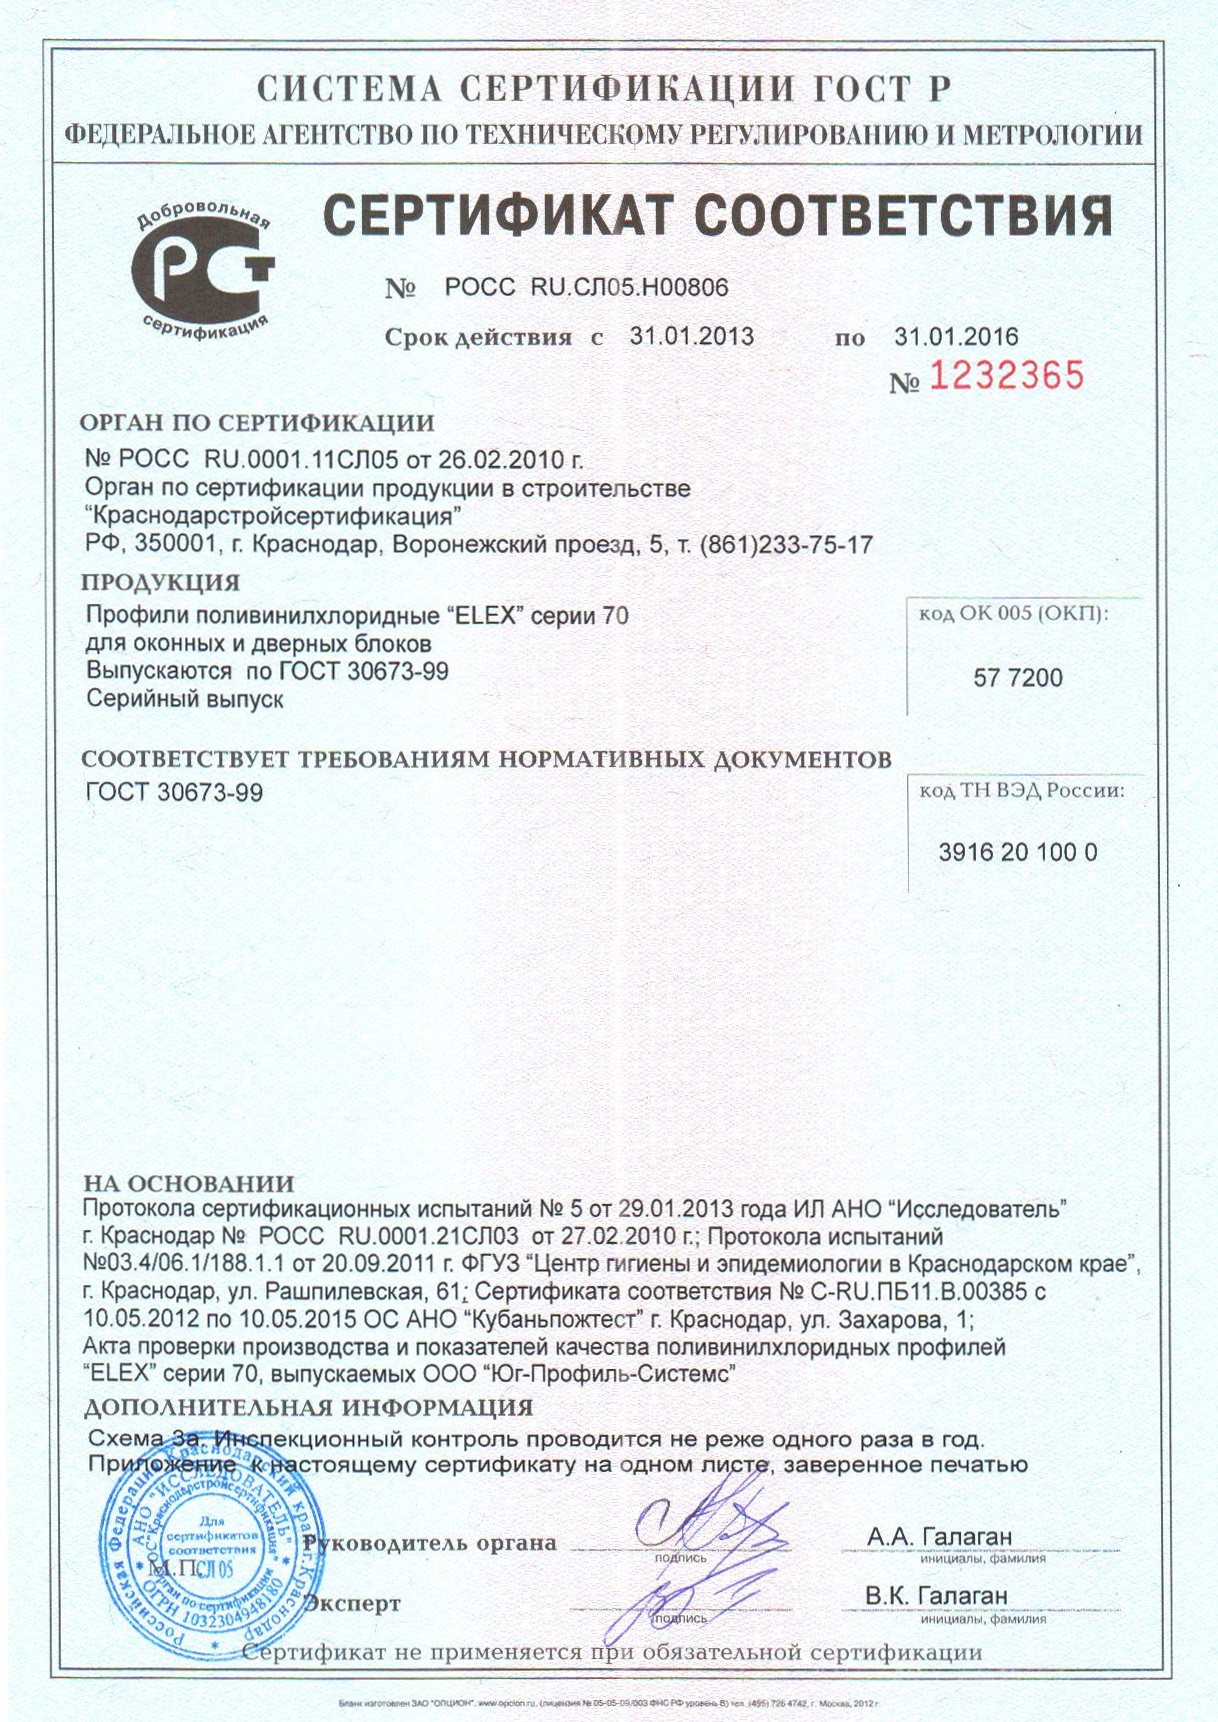 СИСТЕМА СЕРТИФИКАЦИИ ГОСТ Р
ФЕДЕРАЛЬНОЕ АГЕНТСТВО ПО ТЕХНИЧЕСКОМУ РЕГУЛИРОВАНИЮ И МЕТРОЛОГИИ
Добровольная
РСТ
сертификация
СЕРТИФИКАТ СООТВЕТСТВИЯ
№ РОСС RU.СЛ05.Н00806
Срок действия с 31.01.2013 по 31.01.2016
№ 1232365
ОРГАН ПО СЕРТИФИКАЦИИ
№ РОСС RU.0001.11СЛ05 от 26.02.2010 г.
Орган по сертификации продукции в строительстве
“Краснодарстройсертификация”
РФ, 350001, г. Краснодар, Воронежский проезд, 5, т. (861)233-75-17
ПРОДУКЦИЯ
Профили поливинилхлоридные “ELEX” серии 70
для оконных и дверных блоков
Выпускаются по ГОСТ 30673-99
Серийный выпуск
код ОК 005 (ОКП):
57 7200
СООТВЕТСТВУЕТ ТРЕБОВАНИЯМ НОРМАТИВНЫХ ДОКУМЕНТОВ
ГОСТ 30673-99
код ТН ВЭД России:
3916 20 100 0
НА ОСНОВАНИИ
Протокола сертификационных испытаний № 5 от 29.01.2013 года ИЛ АНО “Исследователь”
г. Краснодар № РОСС RU.0001.21СЛ03 от 27.02.2010 г.; Протокола испытаний
№03.4/06.1/188.1.1 от 20.09.2011 г. ФГУЗ “Центр гигиены и эпидемиологии в Краснодарском крае”,
г. Краснодар, ул. Рашпилевская, 61; Сертификата соответствия № С-RU.ПБ11.В.00385 с
10.05.2012 по 10.05.2015 ОС АНО “Кубаньпожтест” г. Краснодар, ул. Захарова, 1;
Акта проверки производства и показателей качества поливинилхлоридных профилей
“ELEX” серии 70, выпускаемых ООО “Юг-Профиль-Системс”
ДОПОЛНИТЕЛЬНАЯ ИНФОРМАЦИЯ
Схема 3а. Инспекционный контроль проводится не реже одного раза в год.
Приложение к настоящему сертификату на одном листе, заверенное печатью
Российская Федерация Краснодарский край г.Краснодар *
* АНО "ИССЛЕДОВАТЕЛЬ" * ОГРН 1032304948180
ОС "Краснодарстройсертификация" Орган по сертификации
Для
сертификатов
соответствия
М.П.
СЛ 05
Руководитель органа
подпись
А.А. Галаган
инициалы, фамилия
Эксперт
подпись
В.К. Галаган
инициалы, фамилия
Сертификат не применяется при обязательной сертификации
Бланк изготовлен ЗАО "ОПЦИОН", www.opcion.ru, (лицензия № 05-05-09/003 ФНС РФ уровень В) тел. (495) 726 4742, г. Москва, 2012 г.